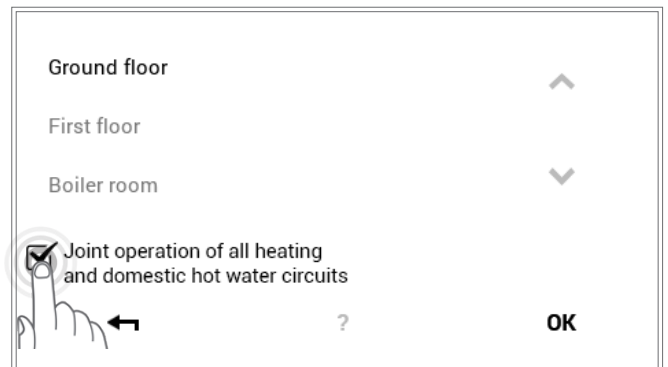 Ground floor
First floor
Boiler room
Joint operation of all heating
and domestic hot water circuits
?
OK